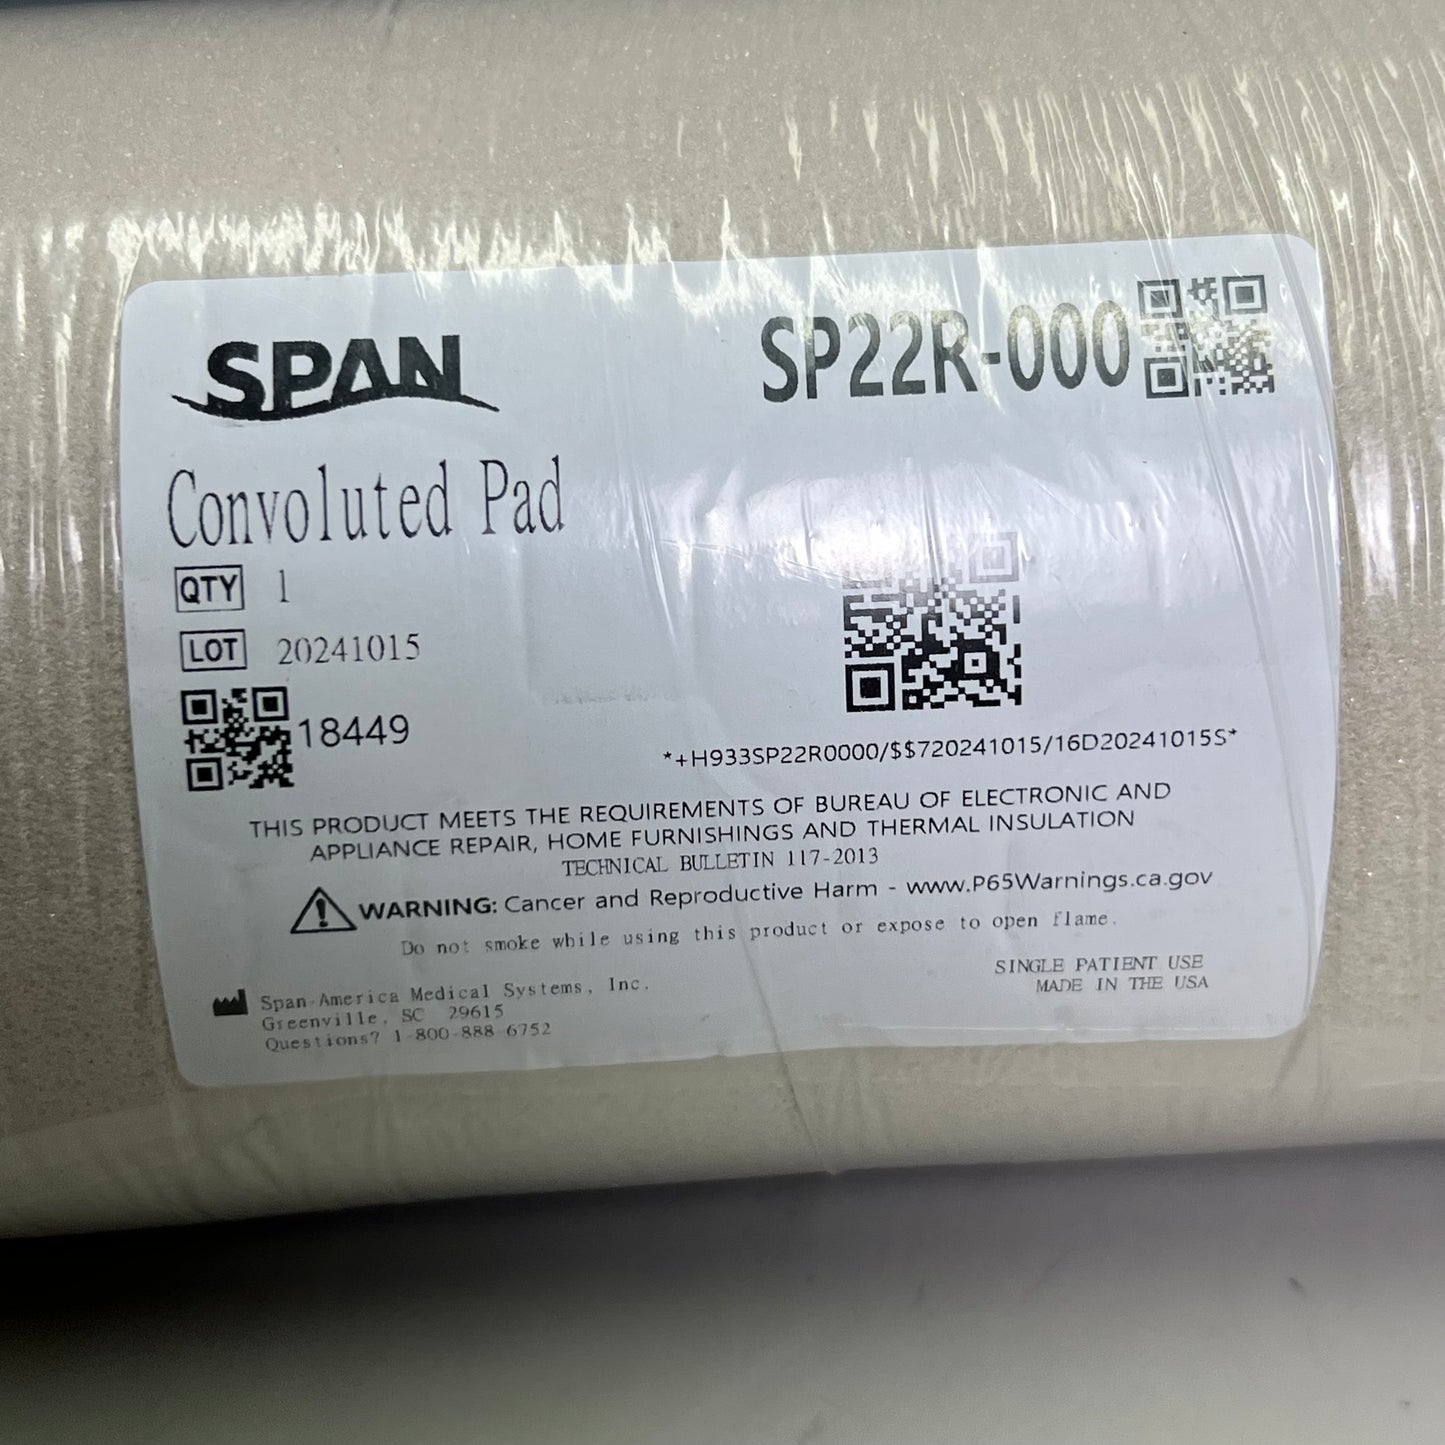 SPAN
SP22R-000
Convoluted Pad
QTY 1
LOT 20241015
18449
*+H933SP22R0000/$$720241015/16D20241015S*
THIS PRODUCT MEETS THE REQUIREMENTS OF BUREAU OF ELECTRONIC AND
APPLIANCE REPAIR, HOME FURNISHINGS AND THERMAL INSULATION
TECHNICAL BULLETIN 117-2013
WARNING: Cancer and Reproductive Harm - www.P65Warnings.ca.gov
Do not smoke while using this product or expose to open flame.
SINGLE PATIENT USE
MADE IN THE USA
Span-America Medical Systems, Inc.
Greenville, SC 29615
Questions? 1-800-888-6752